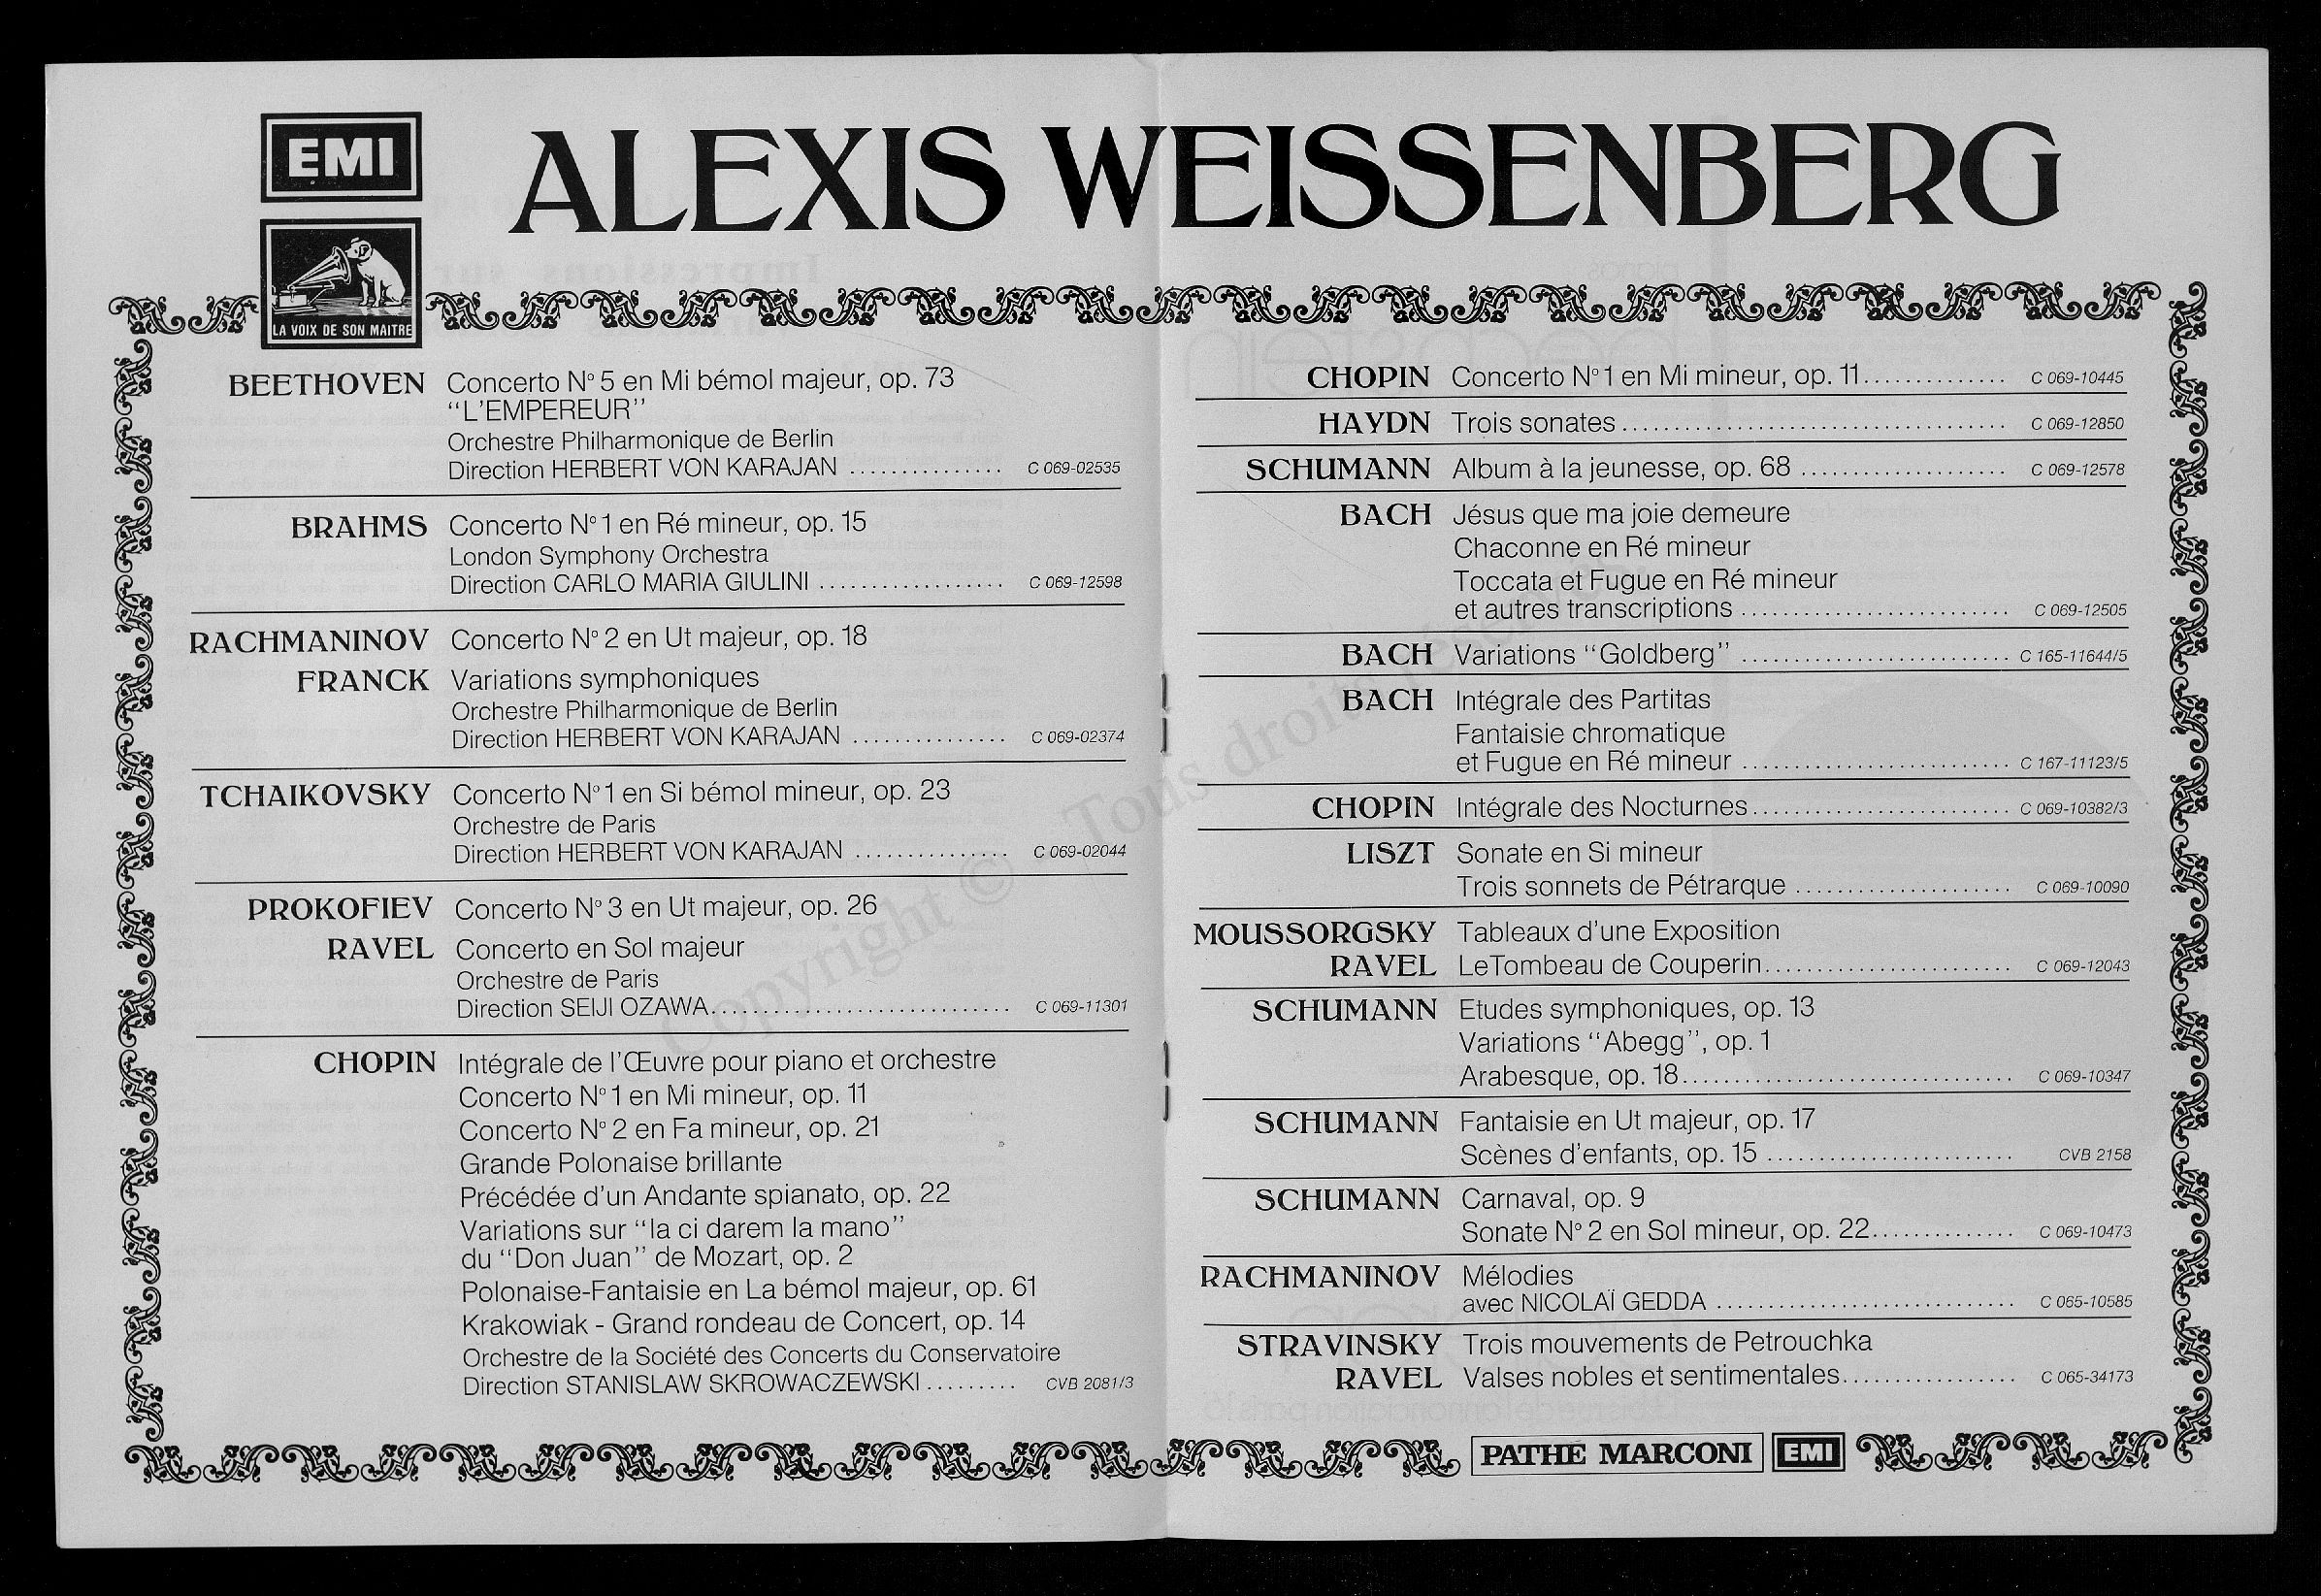 EMI
ALEXIS WEISSENBERG
LA VOIX DE SON MAITRE
BEETHOVEN Concerto N° 5 en Mi bémol majeur, op. 73
"L'EMPEREUR"
Orchestre Philharmonique de Berlin
Direction HERBERT VON KARAJAN ............... C 069-02535
BRAHMS Concerto N° 1 en Ré mineur, op. 15
London Symphony Orchestra
Direction CARLO MARIA GIULINI .................. C 069-12598
RACHMANINOV Concerto N° 2 en Ut majeur, op. 18
FRANCK Variations symphoniques
Orchestre Philharmonique de Berlin
Direction HERBERT VON KARAJAN ............... C 069-02374
TCHAIKOVSKY Concerto N° 1 en Si bémol mineur, op. 23
Orchestre de Paris
Direction HERBERT VON KARAJAN ............... C 069-02044
PROKOFIEV Concerto N° 3 en Ut majeur, op. 26
RAVEL Concerto en Sol majeur
Orchestre de Paris
Direction SEIJI OZAWA............................. C 069-11301
CHOPIN Intégrale de l'Œuvre pour piano et orchestre
Concerto N° 1 en Mi mineur, op. 11
Concerto N° 2 en Fa mineur, op. 21
Grande Polonaise brillante
Précédée d'un Andante spianato, op. 22
Variations sur "la ci darem la mano"
du "Don Juan" de Mozart, op. 2
Polonaise-Fantaisie en La bémol majeur, op. 61
Krakowiak - Grand rondeau de Concert, op. 14
Orchestre de la Société des Concerts du Conservatoire
Direction STANISLAW SKROWACZEWSKI ......... CVB 2081/3
CHOPIN Concerto N° 1 en Mi mineur, op. 11.............. C 069-10445
HAYDN Trois sonates..................................... C 069-12850
SCHUMANN Album à la jeunesse, op. 68 .................... C 069-12578
BACH Jésus que ma joie demeure
Chaconne en Ré mineur
Toccata et Fugue en Ré mineur
et autres transcriptions .......................... C 069-12505
BACH Variations "Goldberg" .......................... C 165-11644/5
BACH Intégrale des Partitas
Fantaisie chromatique
et Fugue en Ré mineur .......................... C 167-11123/5
CHOPIN Intégrale des Nocturnes......................... C 069-10382/3
LISZT Sonate en Si mineur
Trois sonnets de Pétrarque ..................... C 069-10090
MOUSSORGSKY Tableaux d'une Exposition
RAVEL Le Tombeau de Couperin........................ C 069-12043
SCHUMANN Etudes symphoniques, op. 13
Variations "Abegg", op. 1
Arabesque, op. 18................................ C 069-10347
SCHUMANN Fantaisie en Ut majeur, op. 17
Scènes d'enfants, op. 15 ........................ CVB 2158
SCHUMANN Carnaval, op. 9
Sonate N° 2 en Sol mineur, op. 22.............. C 069-10473
RACHMANINOV Mélodies
avec NICOLAÏ GEDDA ............................. C 065-10585
STRAVINSKY Trois mouvements de Petrouchka
RAVEL Valses nobles et sentimentales................. C 065-34173
PATHE MARCONI EMI
Copyright © Tous droits